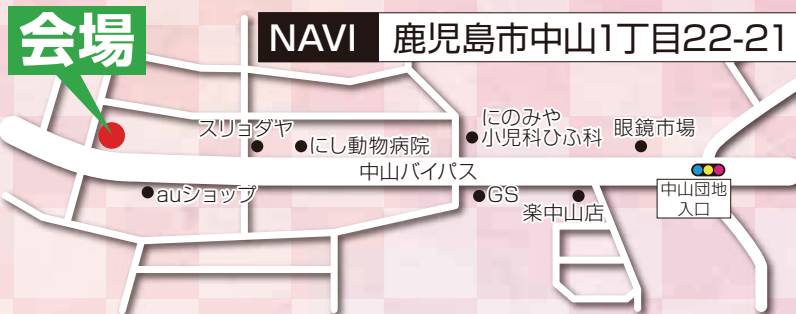 会場
NAVI 鹿児島市中山1丁目22-21
スリョダヤ
にし動物病院
にのみや
小児科ひふ科
眼鏡市場
中山バイパス
auショップ
GS
楽中山店
中山団地
入口